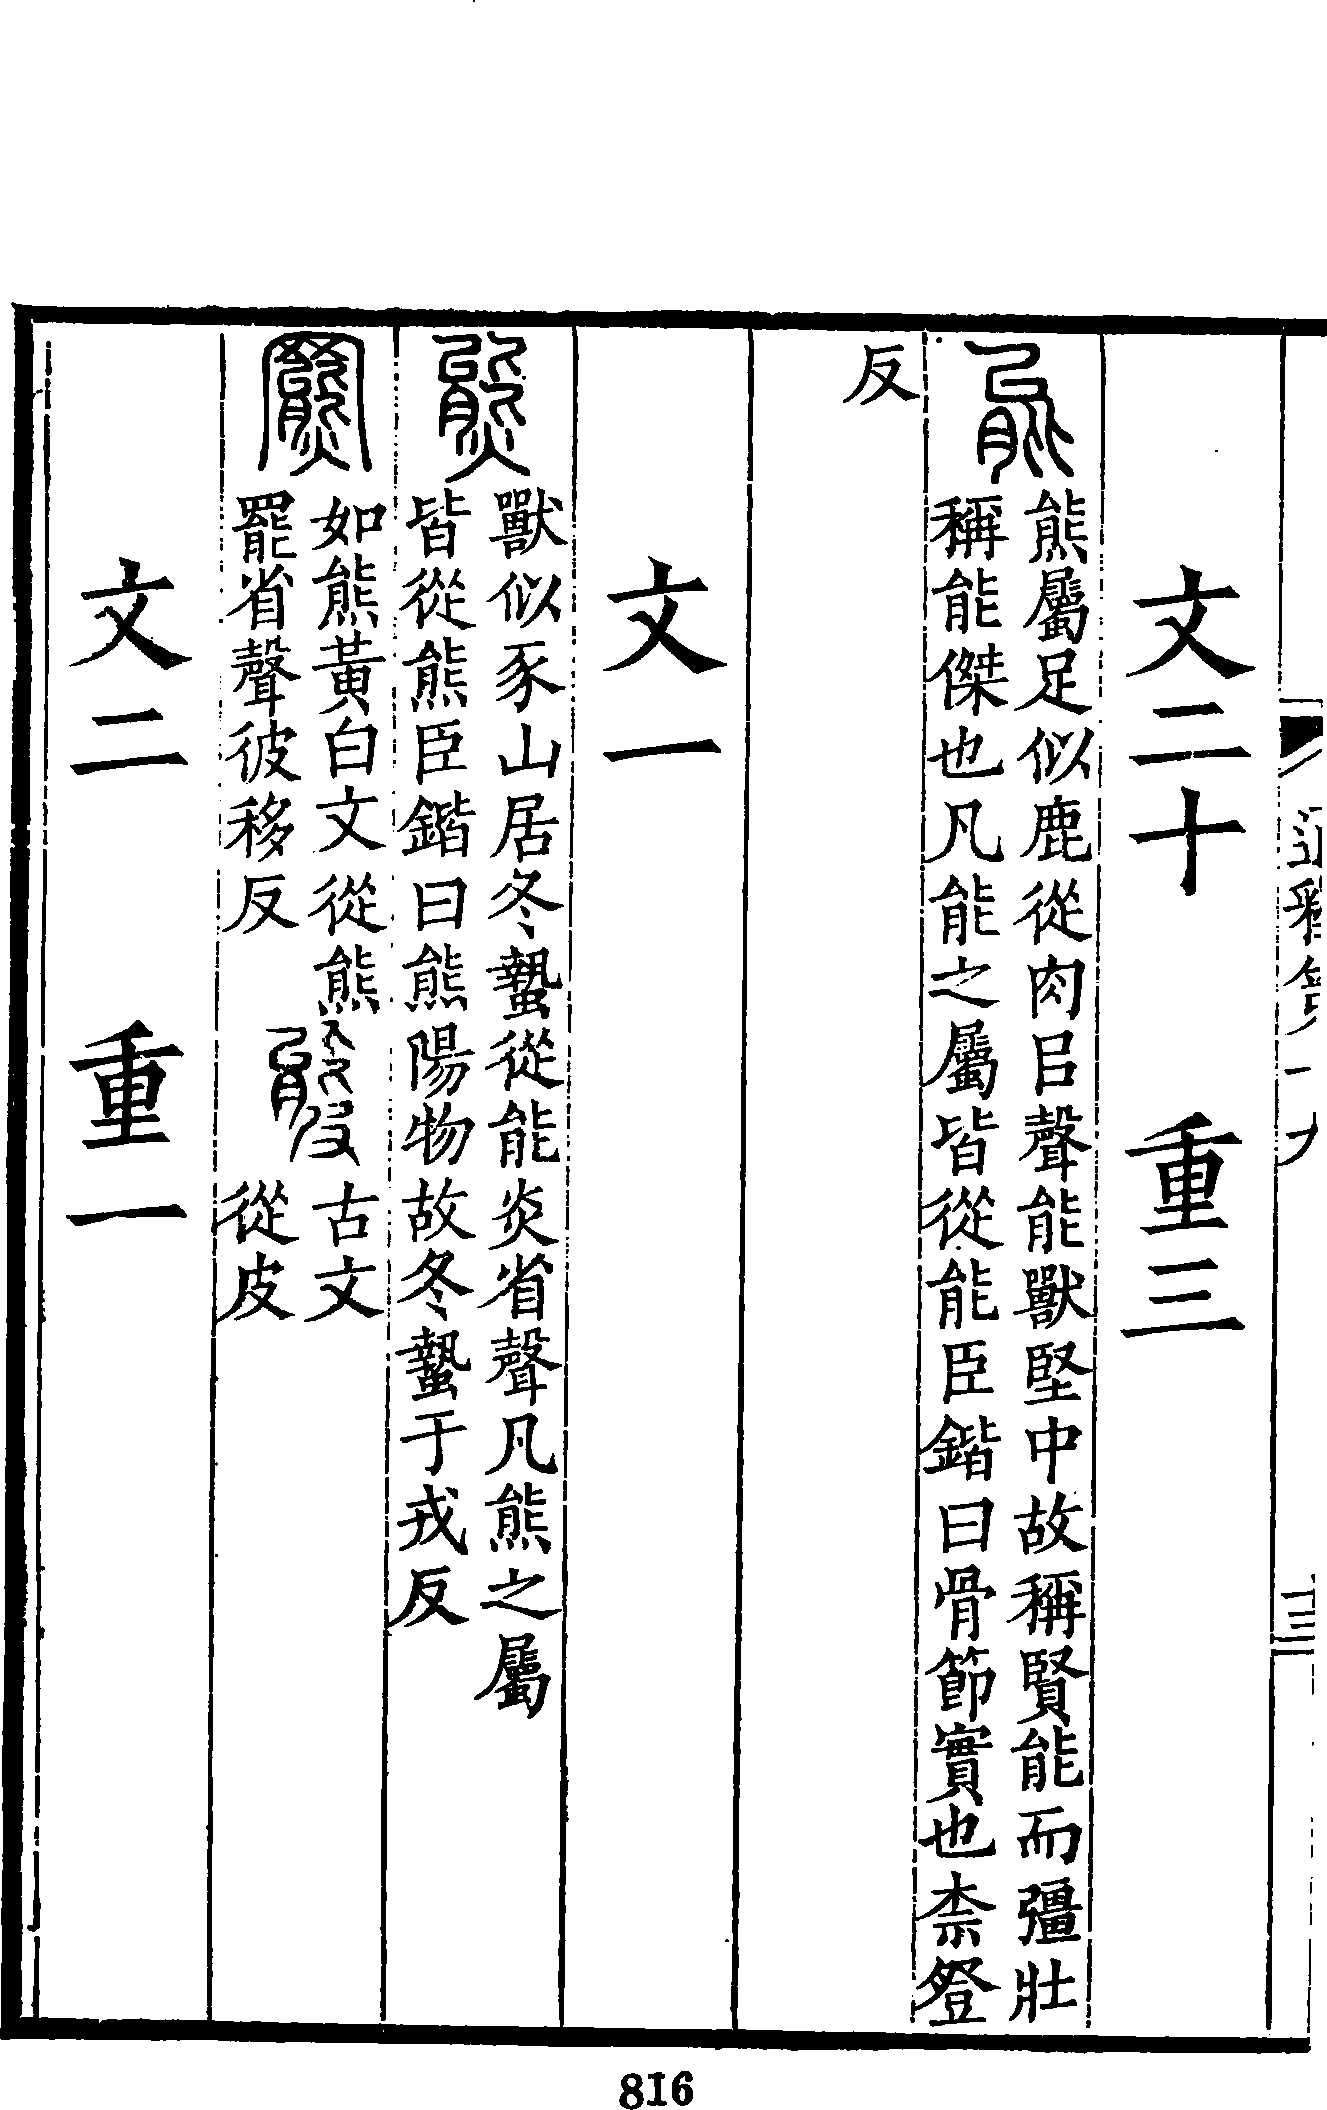 文二十　重三
能
熊屬足似鹿從肉㠯聲能獸堅中故稱賢能而彊壯
稱能傑也凡能之屬皆從能臣鍇曰骨節實也柰豋
反
文一
熊
獸似豕山居冬蟄從能炎省聲凡熊之屬
皆從熊臣鍇曰熊陽物故冬蟄于戎反
羆
如熊黃白文從熊
罷省聲彼移反
古文
從皮
文二　重一
816